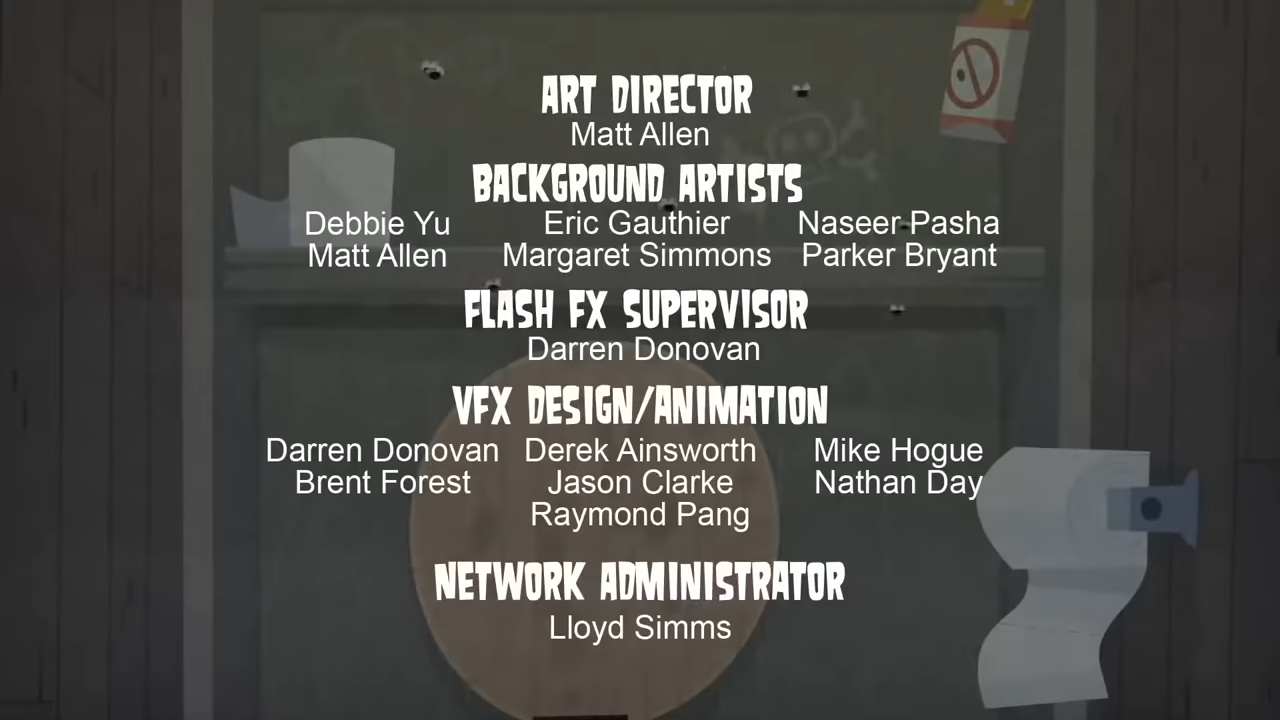 ART DIRECTOR
Matt Allen
BACKGROUND ARTISTS
Debbie Yu Eric Gauthier Naseer Pasha
Matt Allen Margaret Simmons Parker Bryant
FLASH FX SUPERVISOR
Darren Donovan
VFX DESIGN/ANIMATION
Darren Donovan Derek Ainsworth Mike Hogue
Brent Forest Jason Clarke Nathan Day
Raymond Pang
NETWORK ADMINISTRATOR
Lloyd Simms